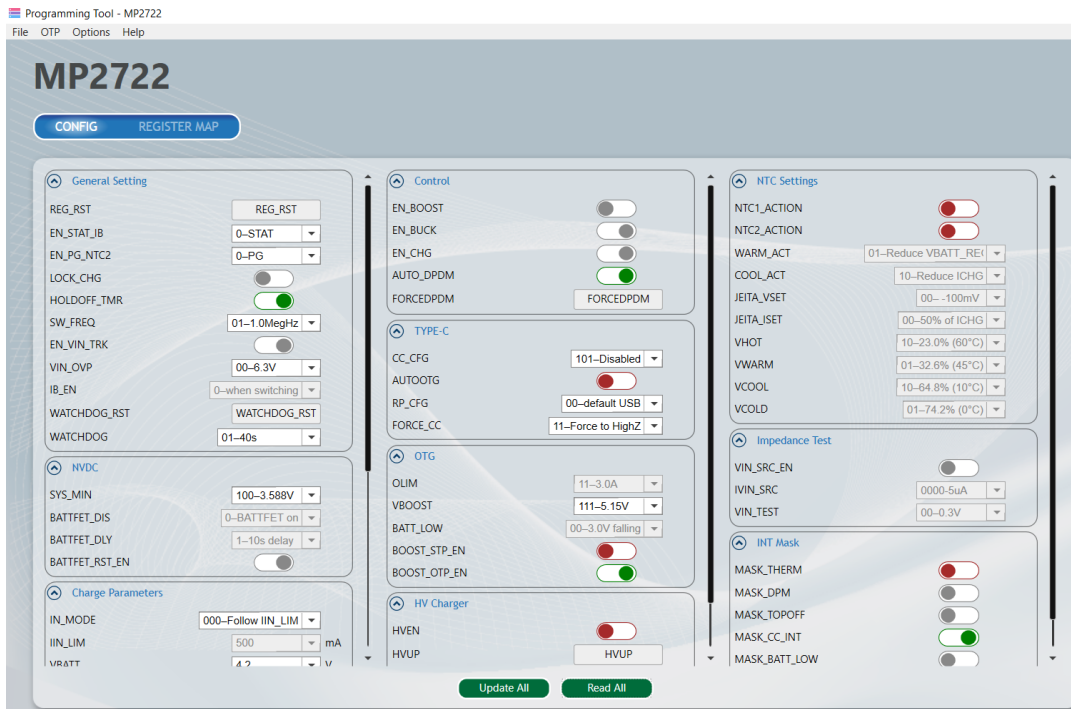 Programming Tool - MP2722
File OTP Options Help
MP2722
CONFIG REGISTER MAP
General Setting
REG_RST REG_RST
EN_STAT_IB 0–STAT
EN_PG_NTC2 0–PG
LOCK_CHG
HOLDOFF_TMR
SW_FREQ 01–1.0MegHz
EN_VIN_TRK
VIN_OVP 00–6.3V
IB_EN 0–when switching
WATCHDOG_RST WATCHDOG_RST
WATCHDOG 01–40s
NVDC
SYS_MIN 100–3.588V
BATTFET_DIS 0–BATTFET on
BATTFET_DLY 1–10s delay
BATTFET_RST_EN
Charge Parameters
IN_MODE 000–Follow IIN_LIM
IIN_LIM 500 mA
VBATT 4.2 V
Control
EN_BOOST
EN_BUCK
EN_CHG
AUTO_DPDM
FORCEDPDM FORCEDPDM
TYPE-C
CC_CFG 101–Disabled
AUTOOTG
RP_CFG 00–default USB
FORCE_CC 11–Force to HighZ
OTG
OLIM 11–3.0A
VBOOST 111–5.15V
BATT_LOW 00–3.0V falling
BOOST_STP_EN
BOOST_OTP_EN
HV Charger
HVEN
HVUP HVUP
NTC Settings
NTC1_ACTION
NTC2_ACTION
WARM_ACT 01–Reduce VBATT_RE(
COOL_ACT 10–Reduce ICHG
JEITA_VSET 00– -100mV
JEITA_ISET 00–50% of ICHG
VHOT 10–23.0% (60°C)
VWARM 01–32.6% (45°C)
VCOOL 10–64.8% (10°C)
VCOLD 01–74.2% (0°C)
Impedance Test
VIN_SRC_EN
IVIN_SRC 0000-5uA
VIN_TEST 00–0.3V
INT Mask
MASK_THERM
MASK_DPM
MASK_TOPOFF
MASK_CC_INT
MASK_BATT_LOW
Update All Read All